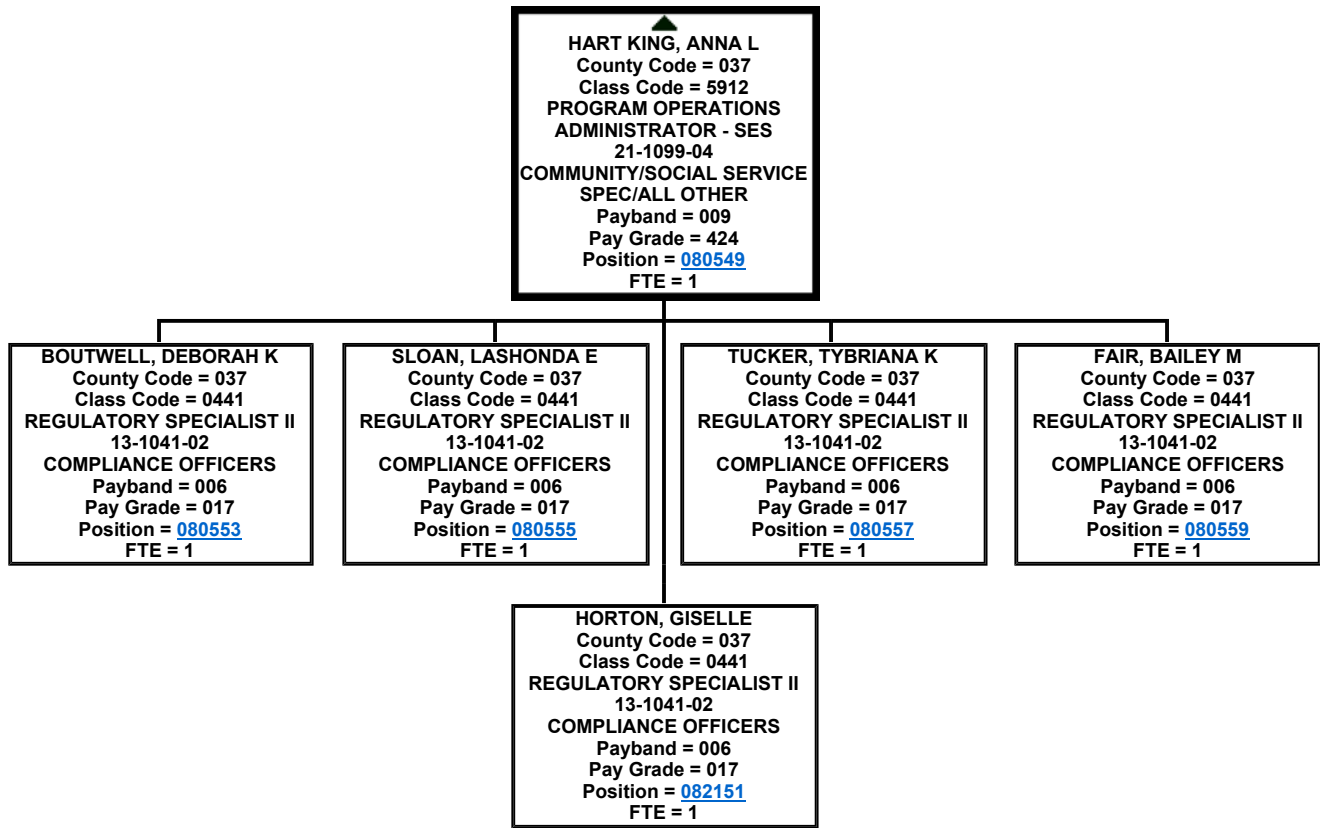 HART KING, ANNA L
County Code = 037
Class Code = 5912
PROGRAM OPERATIONS
ADMINISTRATOR - SES
21-1099-04
COMMUNITY/SOCIAL SERVICE
SPEC/ALL OTHER
Payband = 009
Pay Grade = 424
Position = 080549
FTE = 1
BOUTWELL, DEBORAH K
County Code = 037
Class Code = 0441
REGULATORY SPECIALIST II
13-1041-02
COMPLIANCE OFFICERS
Payband = 006
Pay Grade = 017
Position = 080553
FTE = 1
SLOAN, LASHONDA E
County Code = 037
Class Code = 0441
REGULATORY SPECIALIST II
13-1041-02
COMPLIANCE OFFICERS
Payband = 006
Pay Grade = 017
Position = 080555
FTE = 1
TUCKER, TYBRIANA K
County Code = 037
Class Code = 0441
REGULATORY SPECIALIST II
13-1041-02
COMPLIANCE OFFICERS
Payband = 006
Pay Grade = 017
Position = 080557
FTE = 1
FAIR, BAILEY M
County Code = 037
Class Code = 0441
REGULATORY SPECIALIST II
13-1041-02
COMPLIANCE OFFICERS
Payband = 006
Pay Grade = 017
Position = 080559
FTE = 1
HORTON, GISELLE
County Code = 037
Class Code = 0441
REGULATORY SPECIALIST II
13-1041-02
COMPLIANCE OFFICERS
Payband = 006
Pay Grade = 017
Position = 082151
FTE = 1